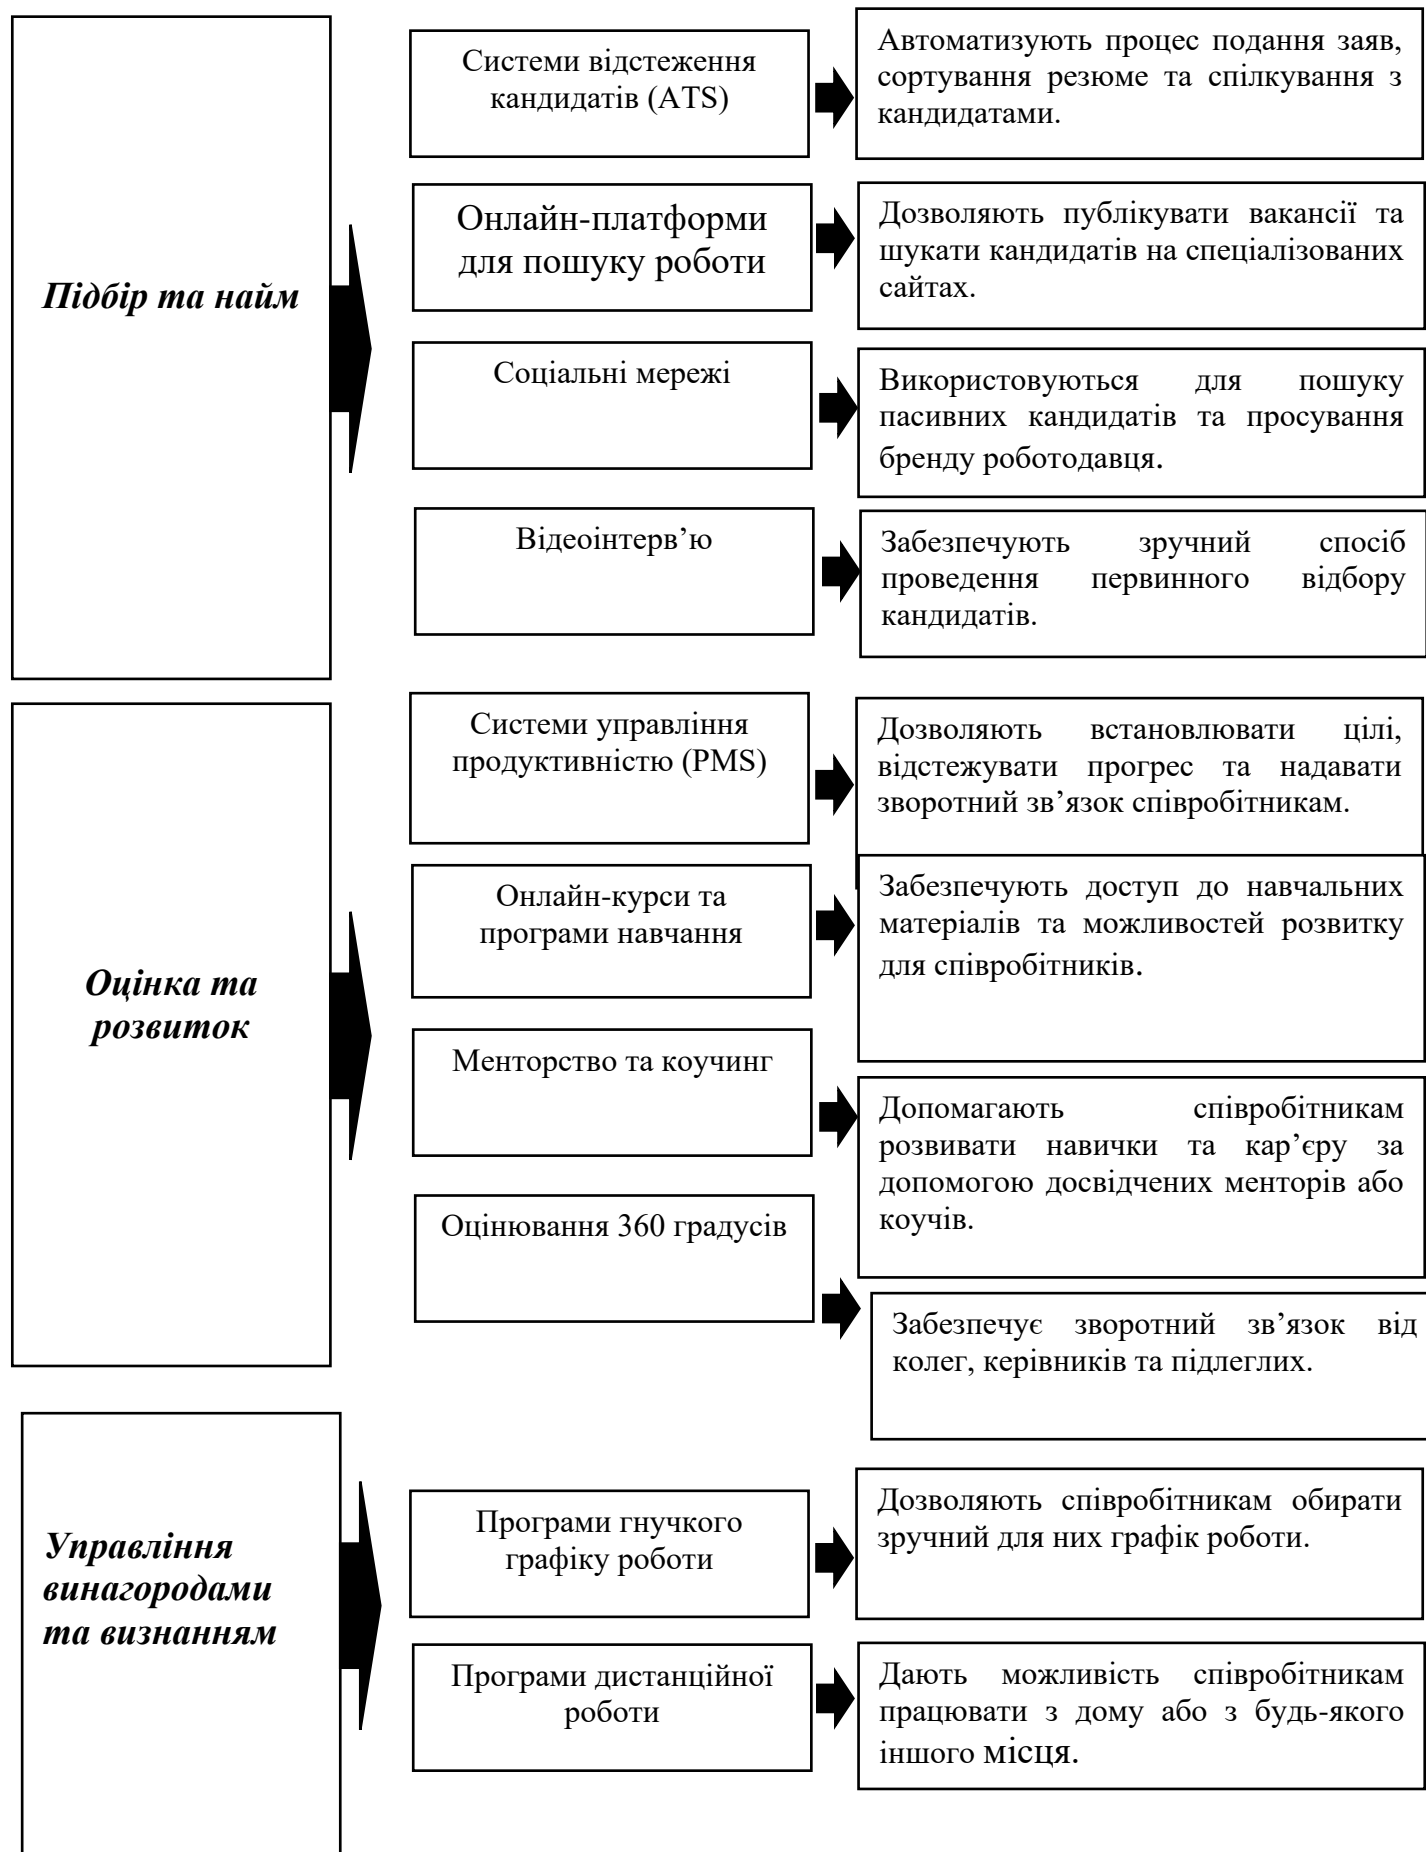 Підбір та найм
Системи відстеження
кандидатів (ATS)
Автоматизують процес подання заяв,
сортування резюме та спілкування з
кандидатами.
Онлайн-платформи
для пошуку роботи
Дозволяють публікувати вакансії та
шукати кандидатів на спеціалізованих
сайтах.
Соціальні мережі
Використовуються для пошуку
пасивних кандидатів та просування
бренду роботодавця.
Відеоінтерв’ю
Забезпечують зручний спосіб
проведення первинного відбору
кандидатів.
Оцінка та
розвиток
Системи управління
продуктивністю (PMS)
Дозволяють встановлювати цілі,
відстежувати прогрес та надавати
зворотний зв’язок співробітникам.
Онлайн-курси та
програми навчання
Забезпечують доступ до навчальних
матеріалів та можливостей розвитку
для співробітників.
Менторство та коучинг
Допомагають співробітникам
розвивати навички та кар’єру за
допомогою досвідчених менторів або
коучів.
Оцінювання 360 градусів
Забезпечує зворотний зв’язок від
колег, керівників та підлеглих.
Управління
винагородами
та визнанням
Програми гнучкого
графіку роботи
Дозволяють співробітникам обирати
зручний для них графік роботи.
Програми дистанційної
роботи
Дають можливість співробітникам
працювати з дому або з будь-якого
іншого місця.